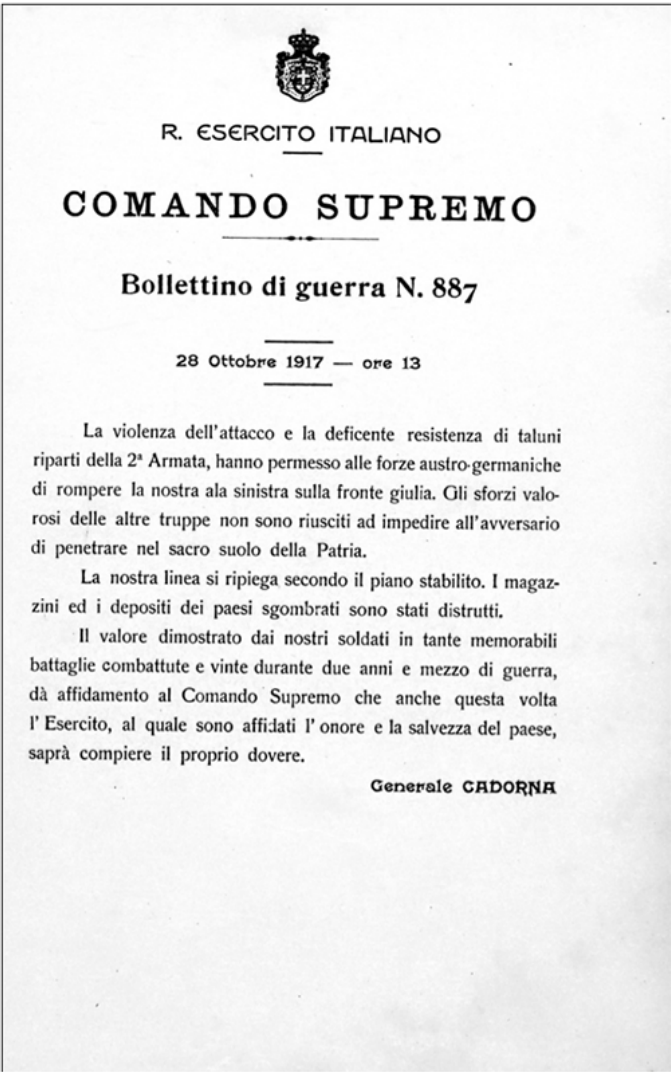 R. ESERCITO ITALIANO
COMANDO SUPREMO
Bollettino di guerra N. 887
28 Ottobre 1917 — ore 13
La violenza dell'attacco e la deficente resistenza di taluni
riparti della 2ª Armata, hanno permesso alle forze austro-germaniche
di rompere la nostra ala sinistra sulla fronte giulia. Gli sforzi valo-
rosi delle altre truppe non sono riusciti ad impedire all'avversario
di penetrare nel sacro suolo della Patria.
La nostra linea si ripiega secondo il piano stabilito. I magaz-
zini ed i depositi dei paesi sgombrati sono stati distrutti.
Il valore dimostrato dai nostri soldati in tante memorabili
battaglie combattute e vinte durante due anni e mezzo di guerra,
dà affidamento al Comando Supremo che anche questa volta
l'Esercito, al quale sono affidati l'onore e la salvezza del paese,
saprà compiere il proprio dovere.
Generale CADORNA